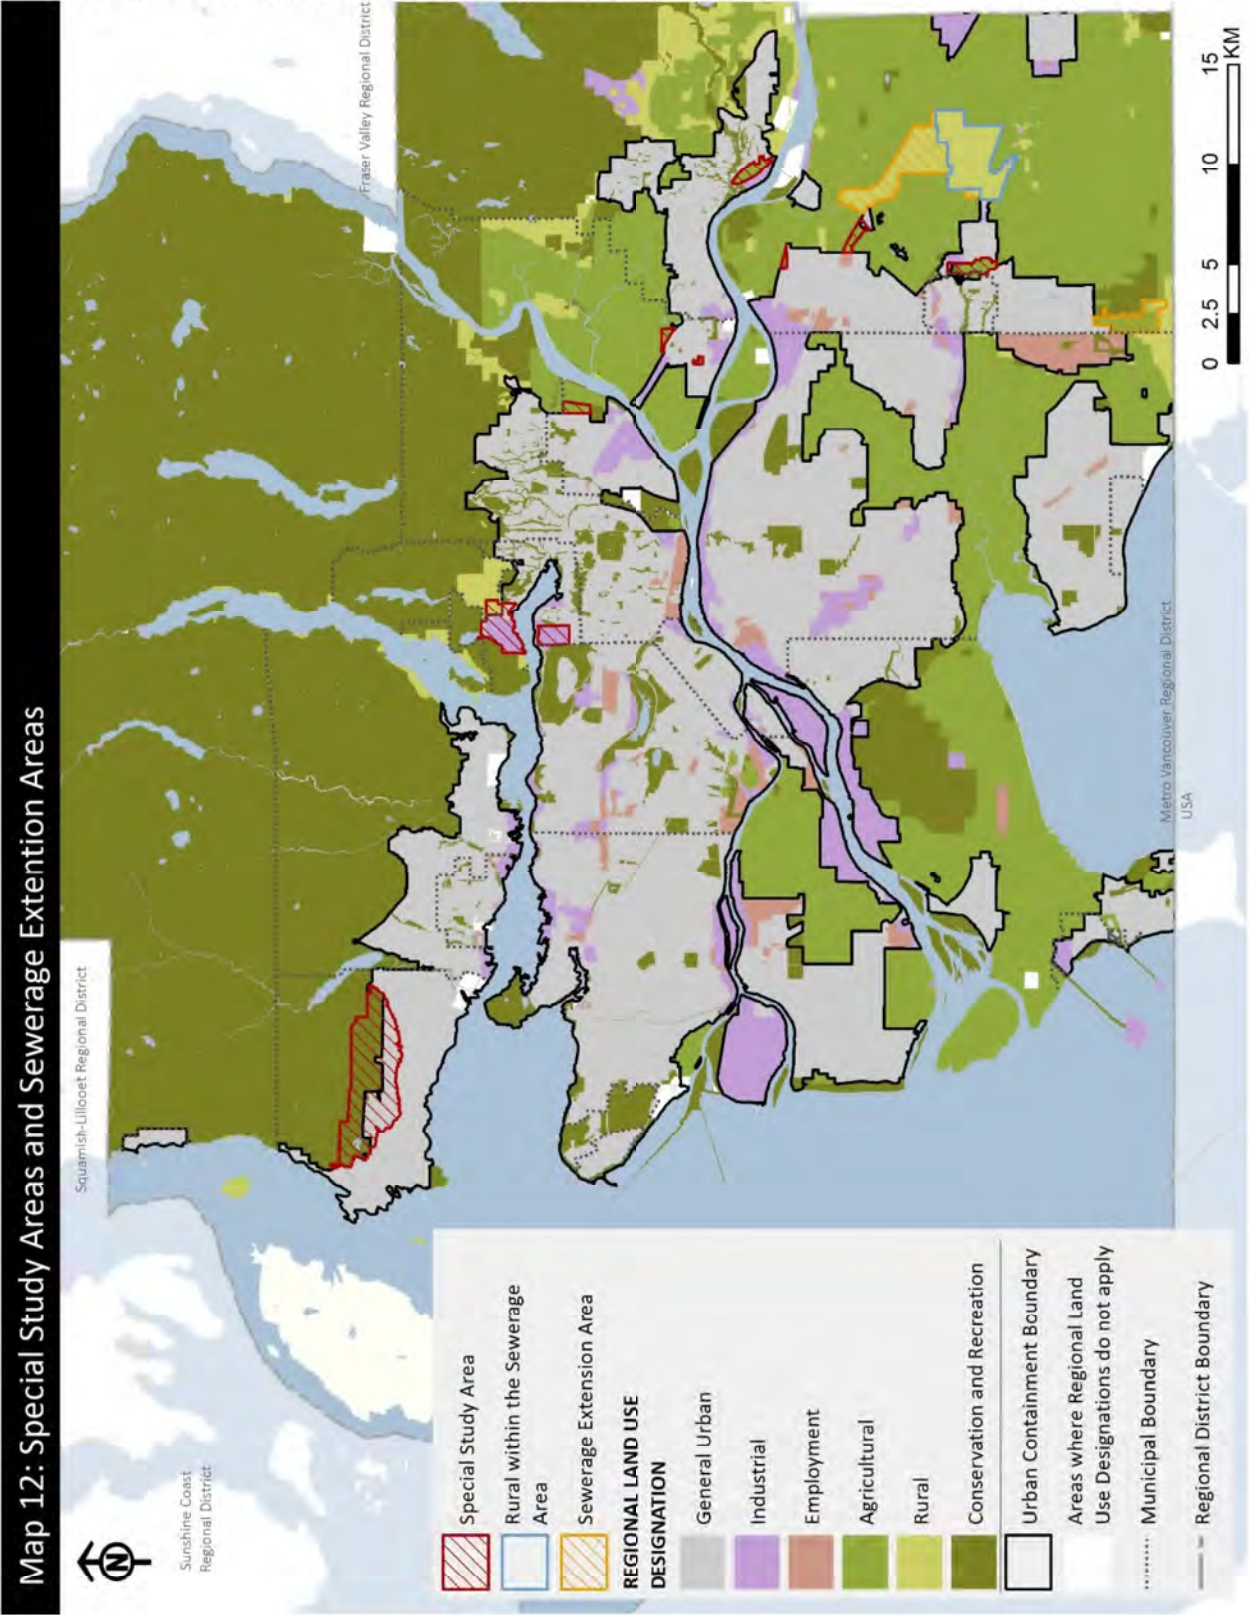 Map 12: Special Study Areas and Sewerage Extention Areas
N
Sunshine Coast
Regional District
Squamish-Lillooet Regional District
Fraser Valley Regional District
Special Study Area
Rural within the Sewerage
Area
Sewerage Extension Area
REGIONAL LAND USE
DESIGNATION
General Urban
Industrial
Employment
Agricultural
Rural
Conservation and Recreation
Urban Containment Boundary
Areas where Regional Land
Use Designations do not apply
Municipal Boundary
Regional District Boundary
Metro Vancouver Regional District
USA
0 2.5 5 10 15
KM